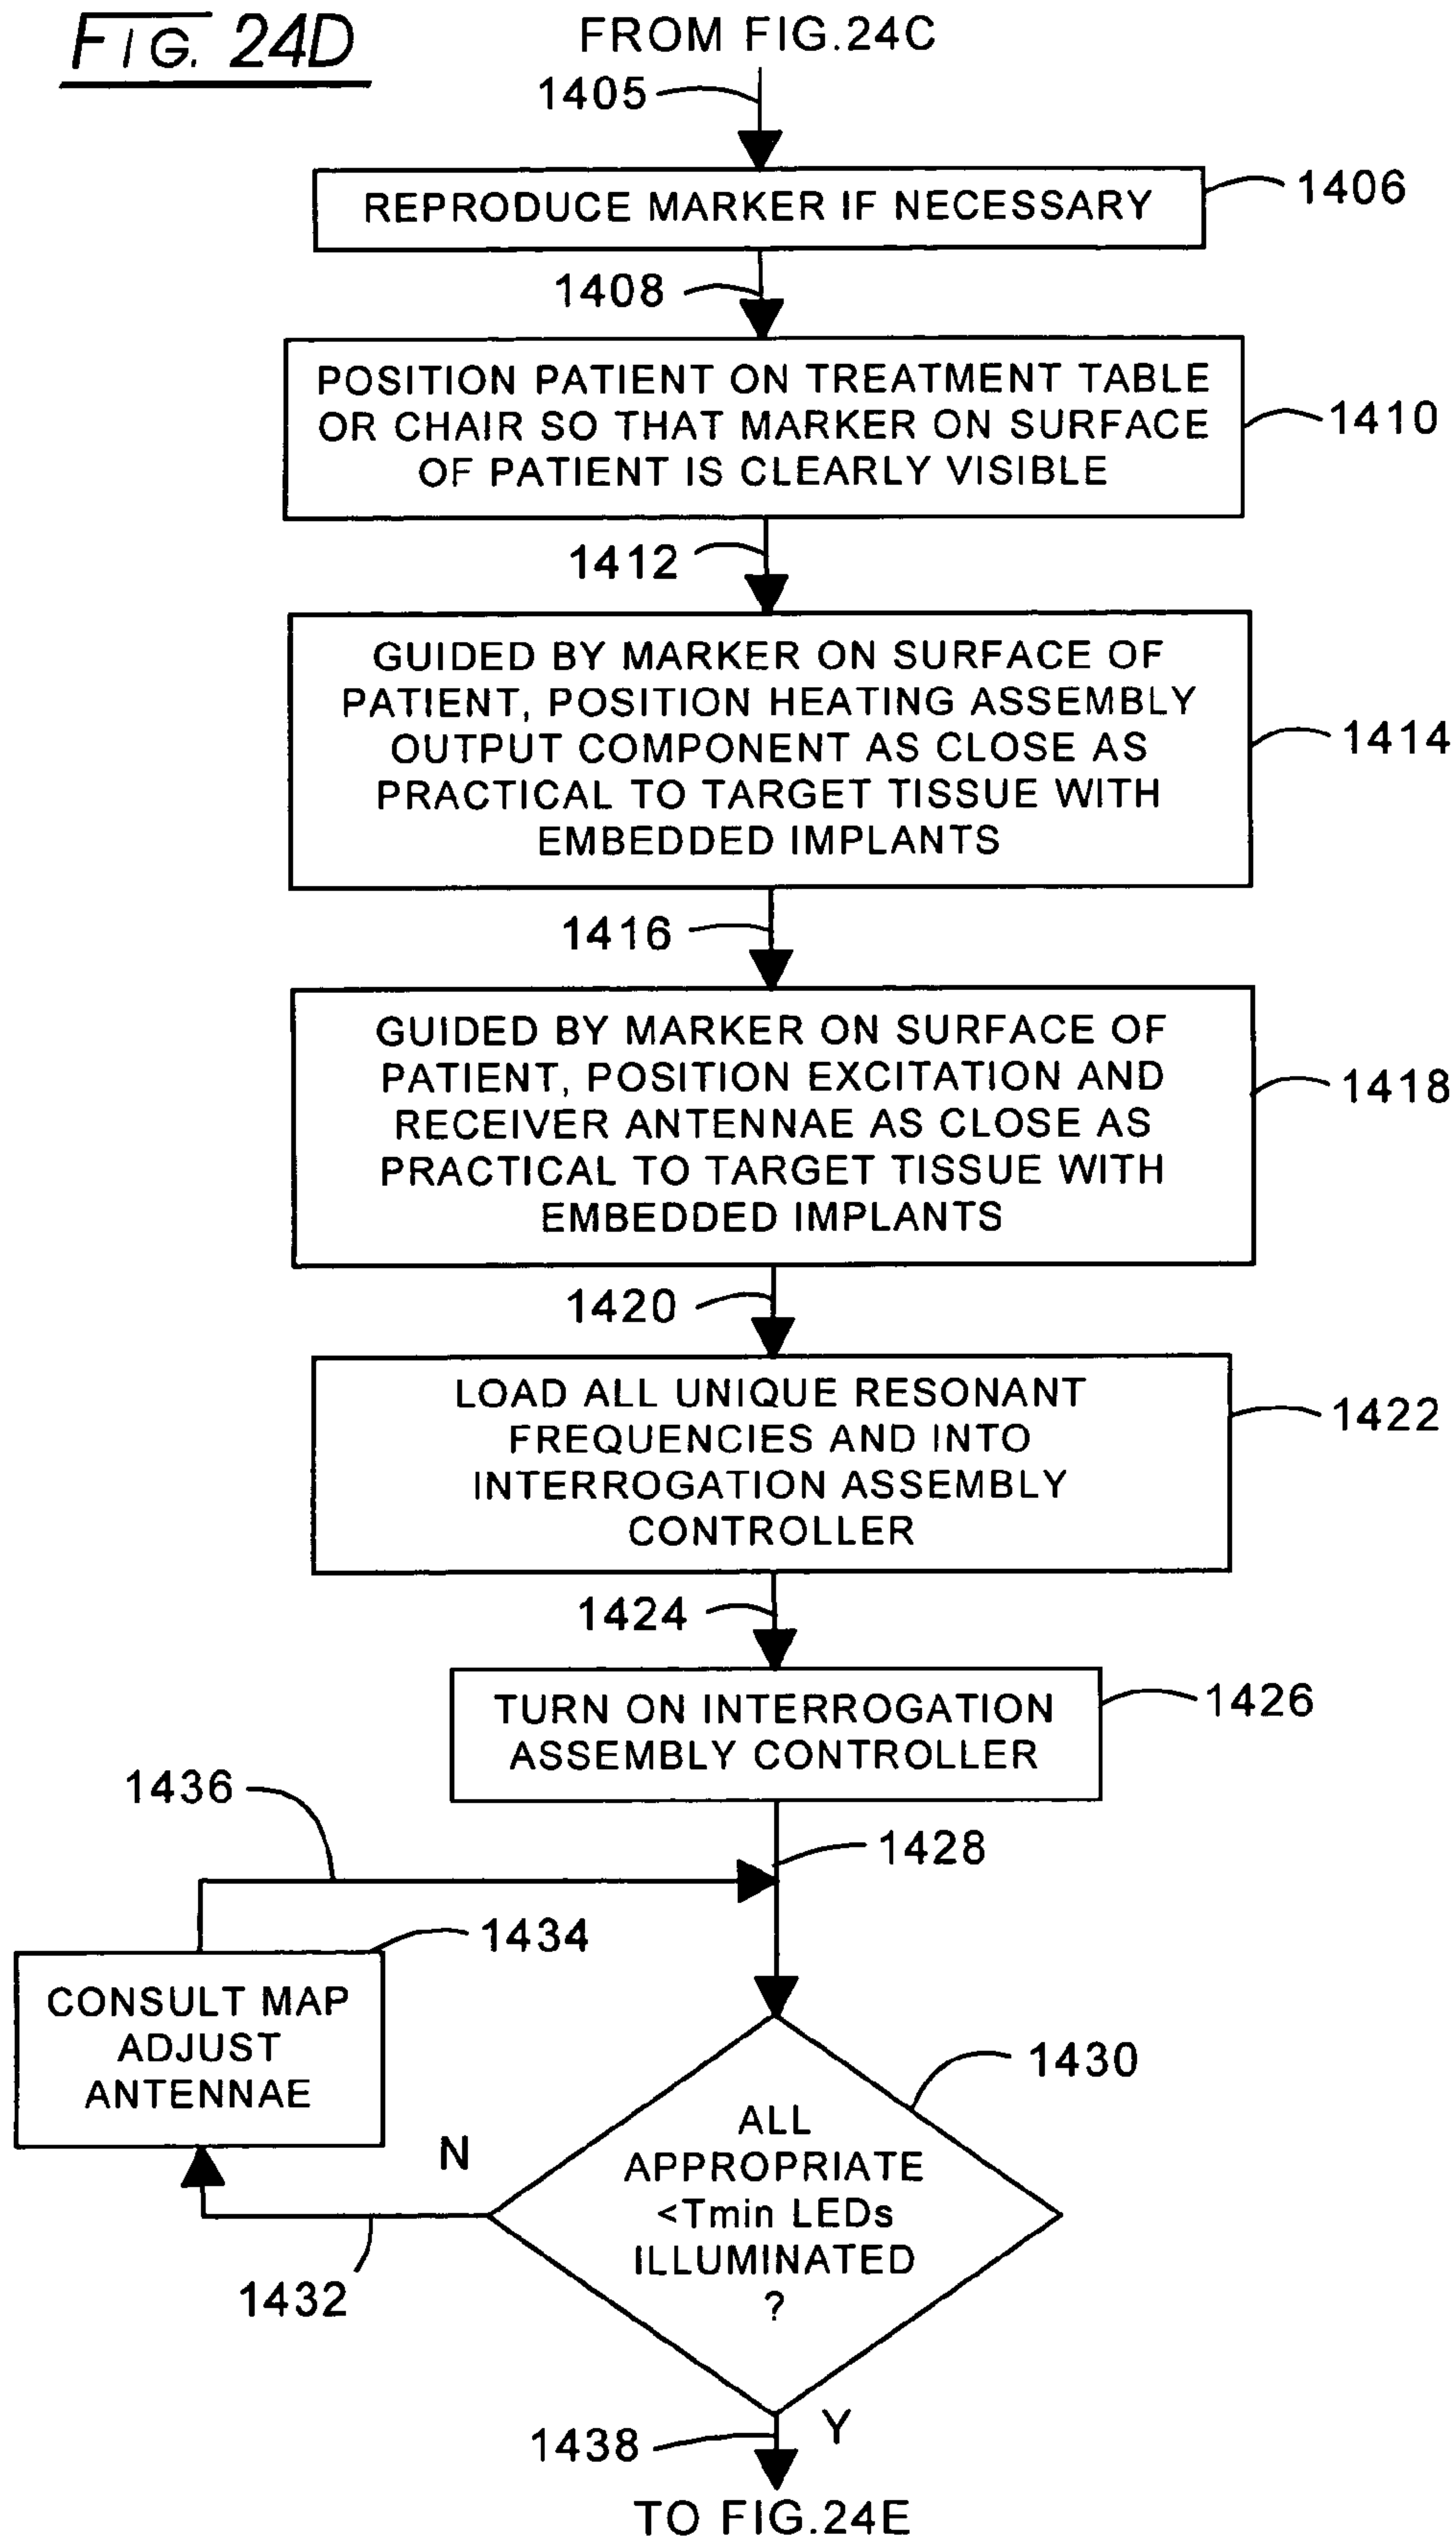 FIG. 24D
FROM FIG.24C
1405
REPRODUCE MARKER IF NECESSARY
1406
1408
POSITION PATIENT ON TREATMENT TABLE
OR CHAIR SO THAT MARKER ON SURFACE
OF PATIENT IS CLEARLY VISIBLE
1410
1412
GUIDED BY MARKER ON SURFACE OF
PATIENT, POSITION HEATING ASSEMBLY
OUTPUT COMPONENT AS CLOSE AS
PRACTICAL TO TARGET TISSUE WITH
EMBEDDED IMPLANTS
1414
1416
GUIDED BY MARKER ON SURFACE OF
PATIENT, POSITION EXCITATION AND
RECEIVER ANTENNAE AS CLOSE AS
PRACTICAL TO TARGET TISSUE WITH
EMBEDDED IMPLANTS
1418
1420
LOAD ALL UNIQUE RESONANT
FREQUENCIES AND INTO
INTERROGATION ASSEMBLY
CONTROLLER
1422
1424
TURN ON INTERROGATION
ASSEMBLY CONTROLLER
1426
1436
1428
1434
CONSULT MAP
ADJUST
ANTENNAE
1430
N
ALL
APPROPRIATE
<Tmin LEDs
ILLUMINATED
?
1432
1438
Y
TO FIG.24E